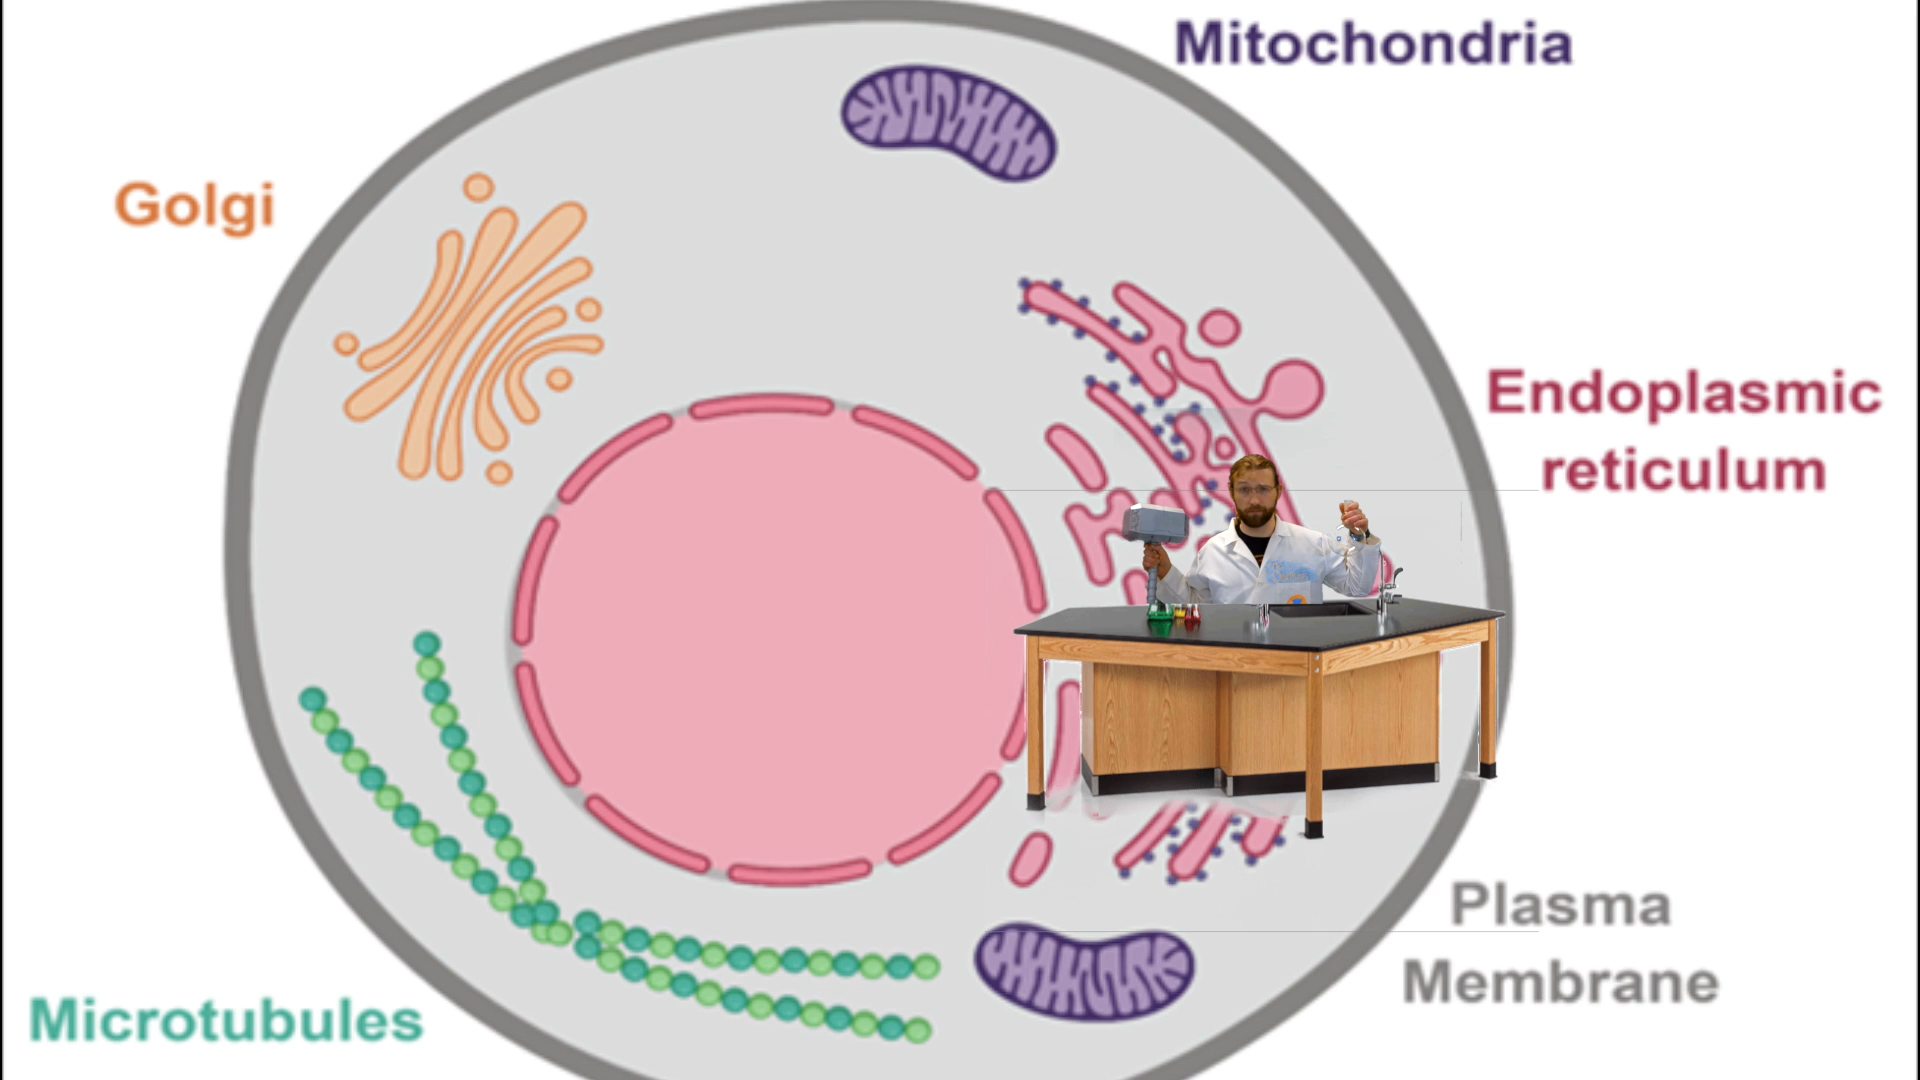 Mitochondria
Golgi
Endoplasmic
reticulum
Plasma
Membrane
Microtubules